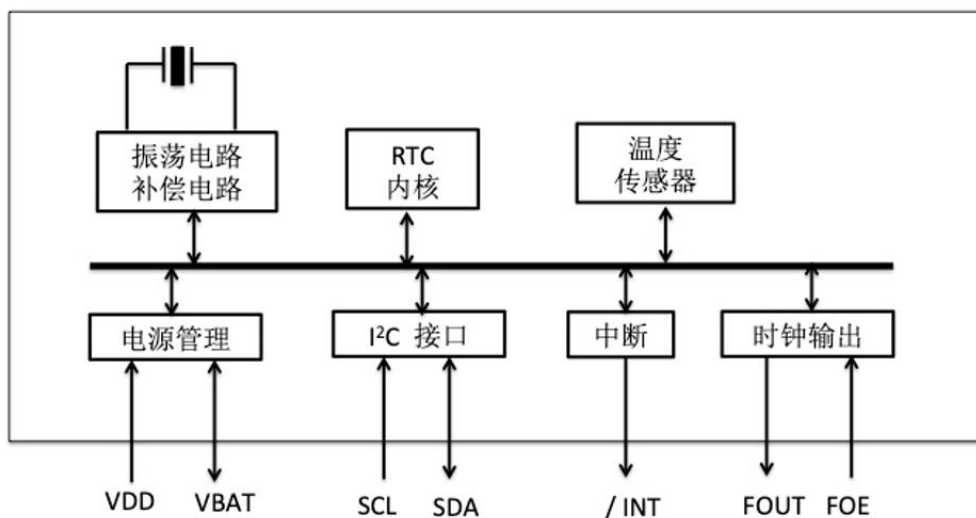 振荡电路
补偿电路
RTC
内核
温度
传感器
电源管理
I²C 接口
中断
时钟输出
VDD
VBAT
SCL
SDA
/ INT
FOUT
FOE